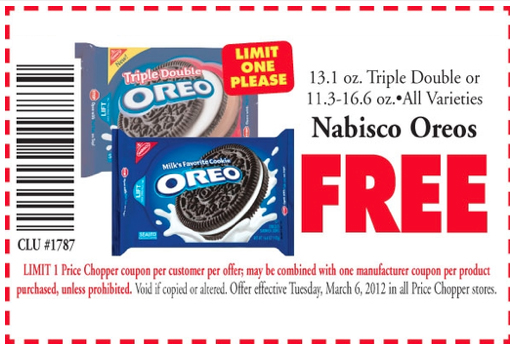 LIMIT
ONE
PLEASE
New!
Triple Double
OREO
LIFT
Milk's Favorite Cookie
OREO
LIFT
13.1 oz. Triple Double or
11.3-16.6 oz.•All Varieties
Nabisco Oreos
FREE
CLU #1787
LIMIT 1 Price Chopper coupon per customer per offer; may be combined with one manufacturer coupon per product
purchased, unless prohibited. Void if copied or altered. Offer effective Tuesday, March 6, 2012 in all Price Chopper stores.